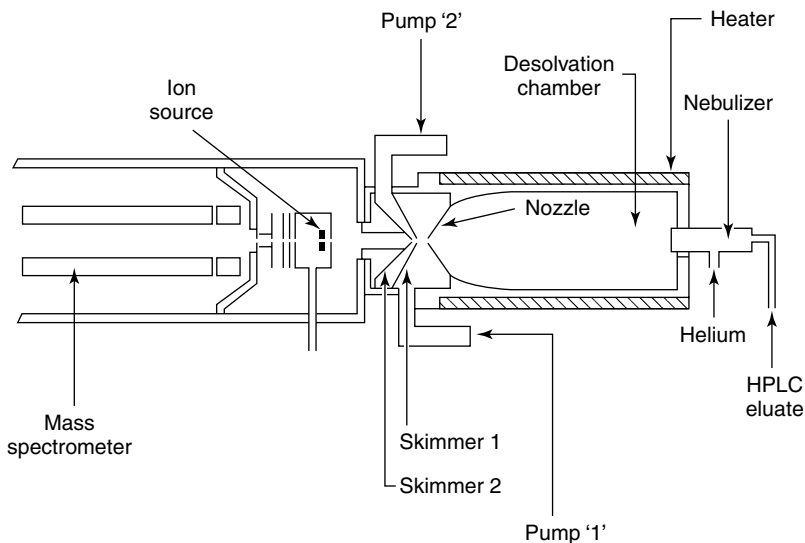 Pump ‘2’
Heater
Ion
source
Desolvation
chamber
Nebulizer
Nozzle
Helium
HPLC
eluate
Mass
spectrometer
Skimmer 1
Skimmer 2
Pump ‘1’